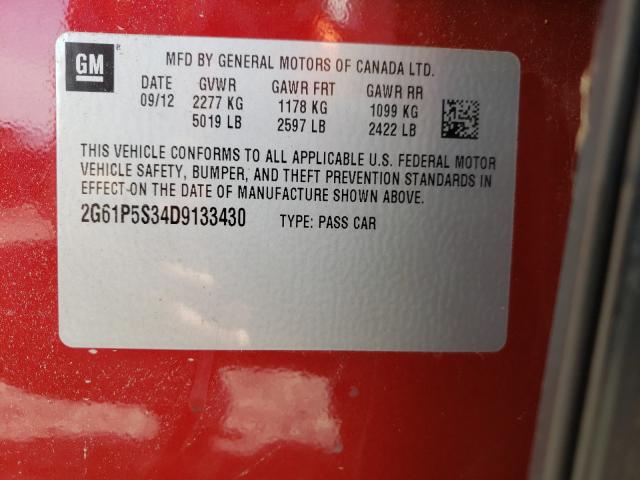 GM
MFD BY GENERAL MOTORS OF CANADA LTD.
DATE GVWR GAWR FRT GAWR RR
09/12 2277 KG 1178 KG 1099 KG
5019 LB 2597 LB 2422 LB
THIS VEHICLE CONFORMS TO ALL APPLICABLE U.S. FEDERAL MOTOR
VEHICLE SAFETY, BUMPER, AND THEFT PREVENTION STANDARDS IN
EFFECT ON THE DATE OF MANUFACTURE SHOWN ABOVE.
2G61P5S34D9133430 TYPE: PASS CAR